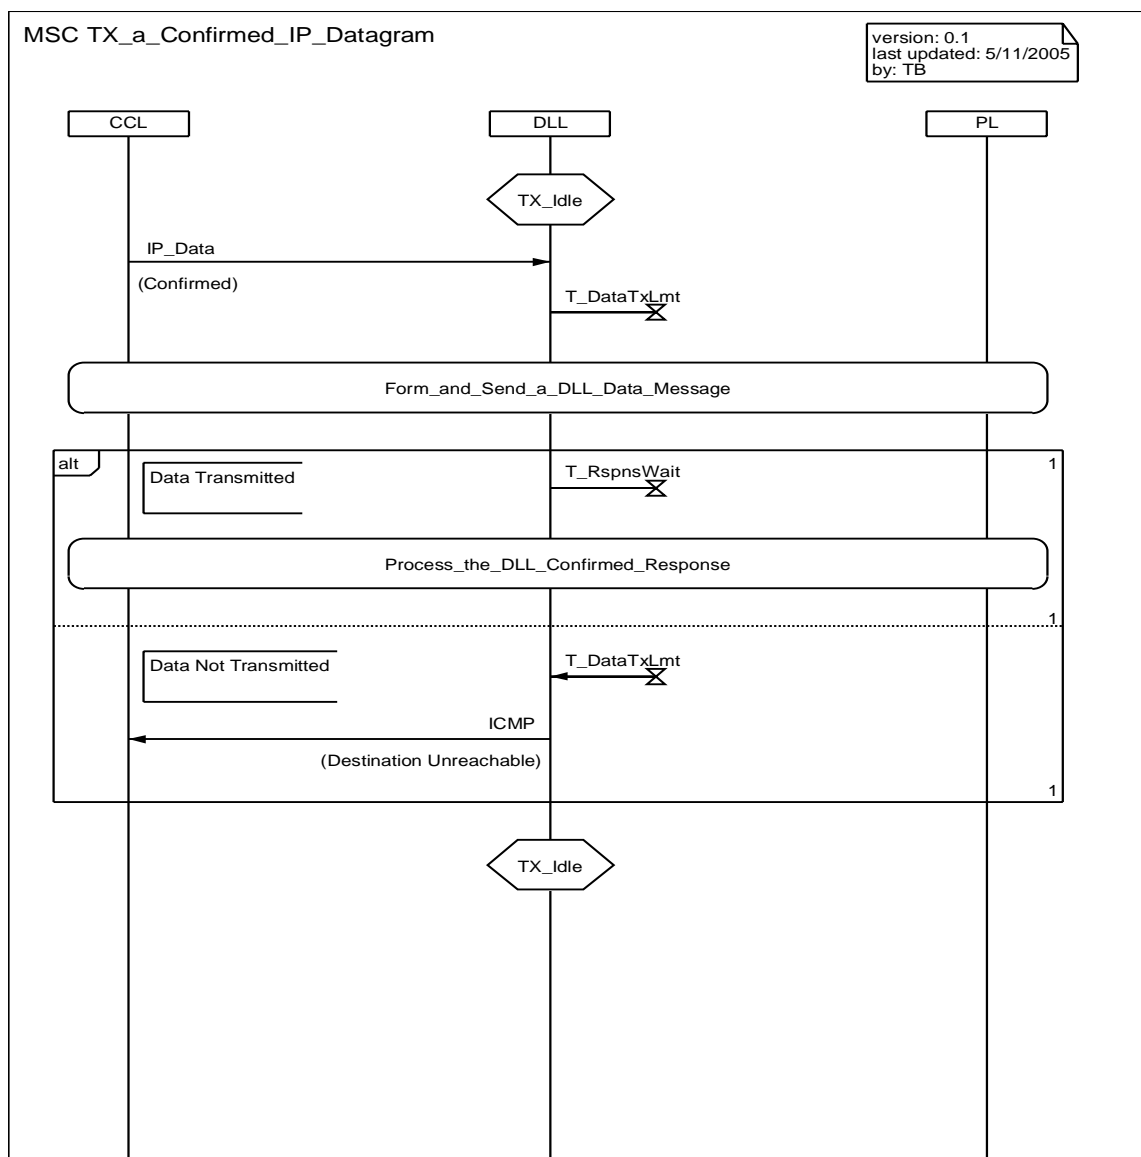 MSC TX_a_Confirmed_IP_Datagram
version: 0.1
last updated: 5/11/2005
by: TB
CCL
DLL
PL
TX_Idle
IP_Data
(Confirmed)
T_DataTxLmt
Form_and_Send_a_DLL_Data_Message
alt
1
Data Transmitted
T_RspnsWait
Process_the_DLL_Confirmed_Response
1
Data Not Transmitted
T_DataTxLmt
ICMP
(Destination Unreachable)
1
TX_Idle